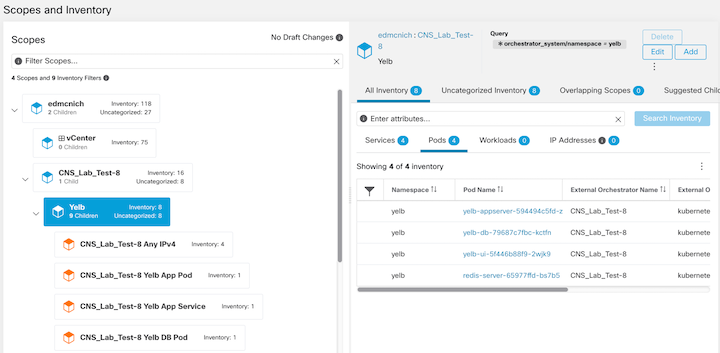 Scopes and Inventory
Scopes
No Draft Changes
Filter Scopes...
4 Scopes and 9 Inventory Filters
edmcnich
2 Children
Inventory: 118
Uncategorized: 27
vCenter
0 Children
Inventory: 75
CNS_Lab_Test-8
1 Child
Inventory: 16
Uncategorized: 8
Yelb
9 Children
Inventory: 8
Uncategorized: 8
CNS_Lab_Test-8 Any IPv4 Inventory: 4
CNS_Lab_Test-8 Yelb App Pod Inventory: 1
CNS_Lab_Test-8 Yelb App Service Inventory: 1
CNS_Lab_Test-8 Yelb DB Pod Inventory: 1
edmcnich : CNS_Lab_Test-
8
Yelb
Query
* orchestrator_system/namespace = yelb
Delete
Edit Add
All Inventory 8 Uncategorized Inventory 8 Overlapping Scopes 0 Suggested Chil
Enter attributes... Search Inventory
Services 4 Pods 4 Workloads 0 IP Addresses 0
Showing 4 of 4 inventory
Namespace Pod Name External Orchestrator Name External O
yelb yelb-appserver-594494c5fd-z CNS_Lab_Test-8 kubernete
yelb yelb-db-79687c7fbc-kctfn CNS_Lab_Test-8 kubernete
yelb yelb-ui-5f446b88f9-2wjk9 CNS_Lab_Test-8 kubernete
yelb redis-server-65977ffd-bs7b5 CNS_Lab_Test-8 kubernete